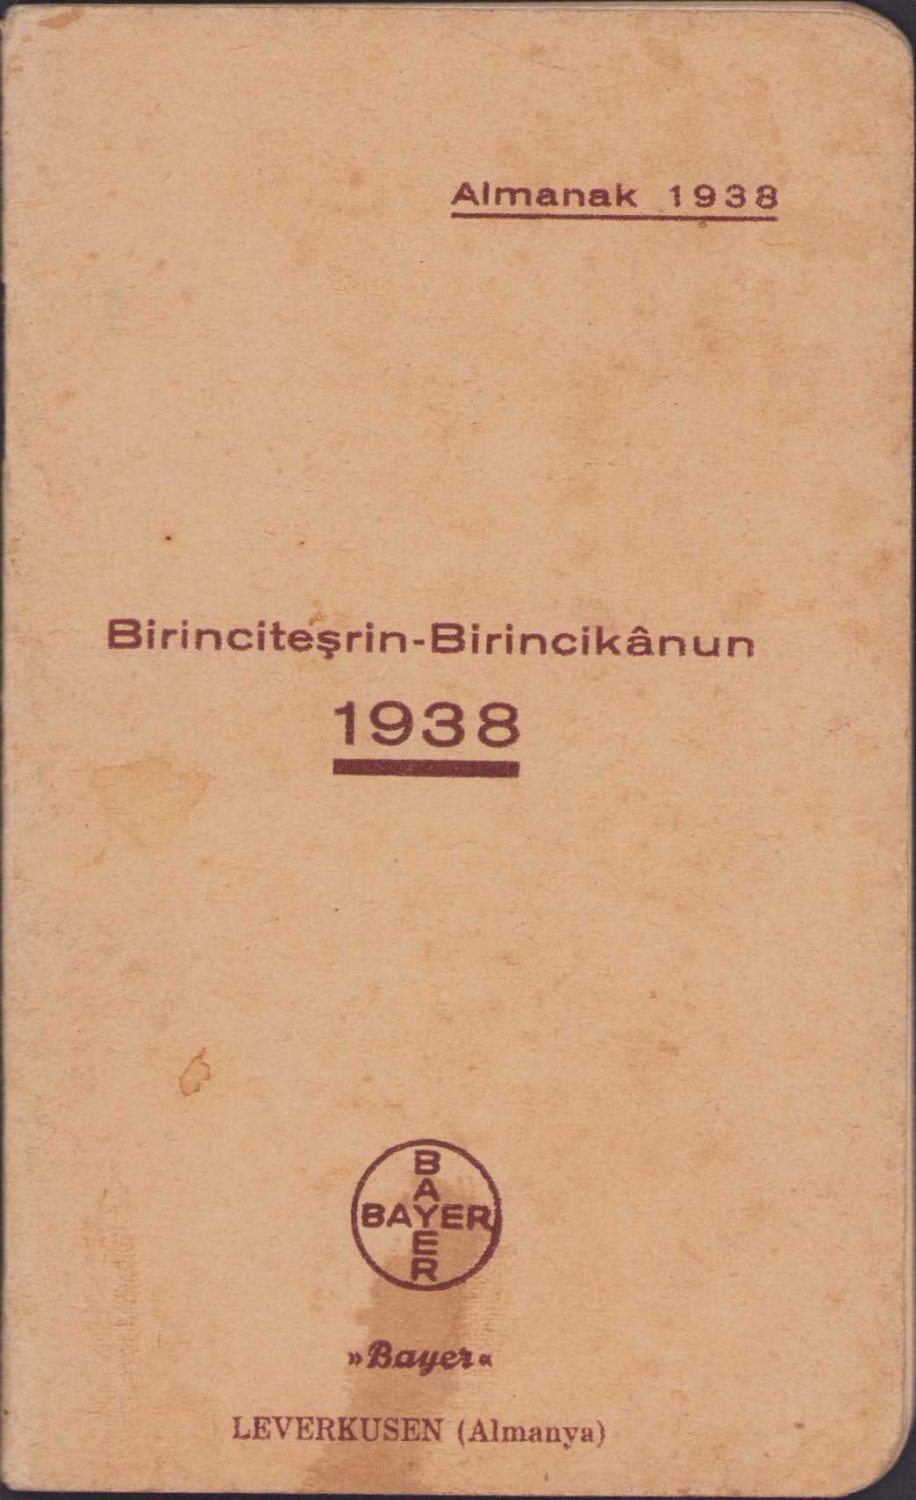 Almanak 1938
Birinciteşrin-Birincikânun
1938
B
A
BAYER
E
R
»Bayer«
LEVERKUSEN (Almanya)